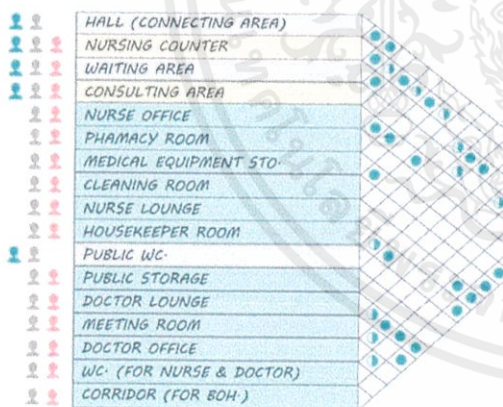 HALL (CONNECTING AREA)
NURSING COUNTER
WAITING AREA
CONSULTING AREA
NURSE OFFICE
PHAMACY ROOM
MEDICAL EQUIPMENT STO·
CLEANING ROOM
NURSE LOUNGE
HOUSEKEEPER ROOM
PUBLIC WC·
PUBLIC STORAGE
DOCTOR LOUNGE
MEETING ROOM
DOCTOR OFFICE
WC· (FOR NURSE & DOCTOR)
CORRIDOR (FOR BOH·)